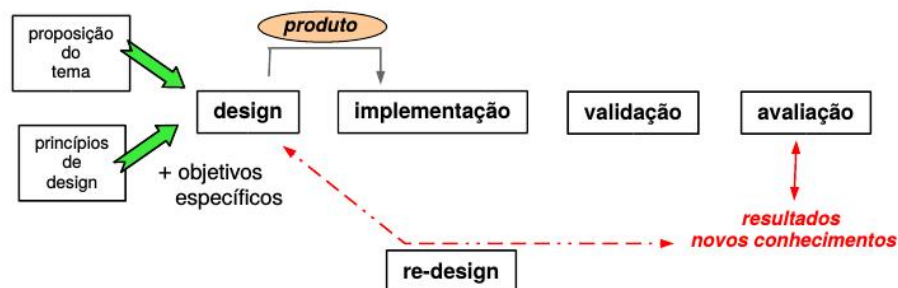 proposição
do
tema
produto
design
implementação
validação
avaliação
princípios
de
design
+ objetivos
específicos
resultados
novos conhecimentos
re-design